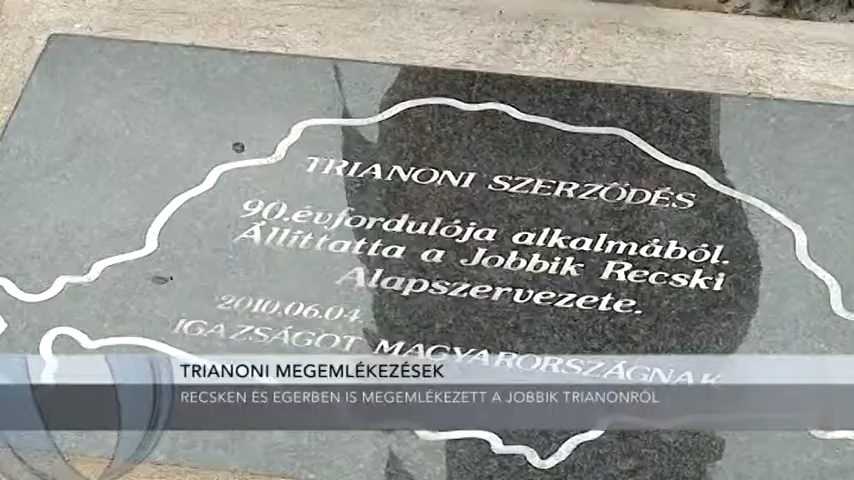 TRIANONI SZERZŐDÉS
90.évfordulója alkalmából.
Állíttatta a Jobbik Recski
Alapszervezete.
2010.06.04.
IGAZSÁGOT MAGYARORSZÁGNAK
TRIANONI MEGEMLÉKEZÉSEK
RECSKEN ÉS EGERBEN IS MEGEMLÉKEZETT A JOBBIK TRIANONRÓL